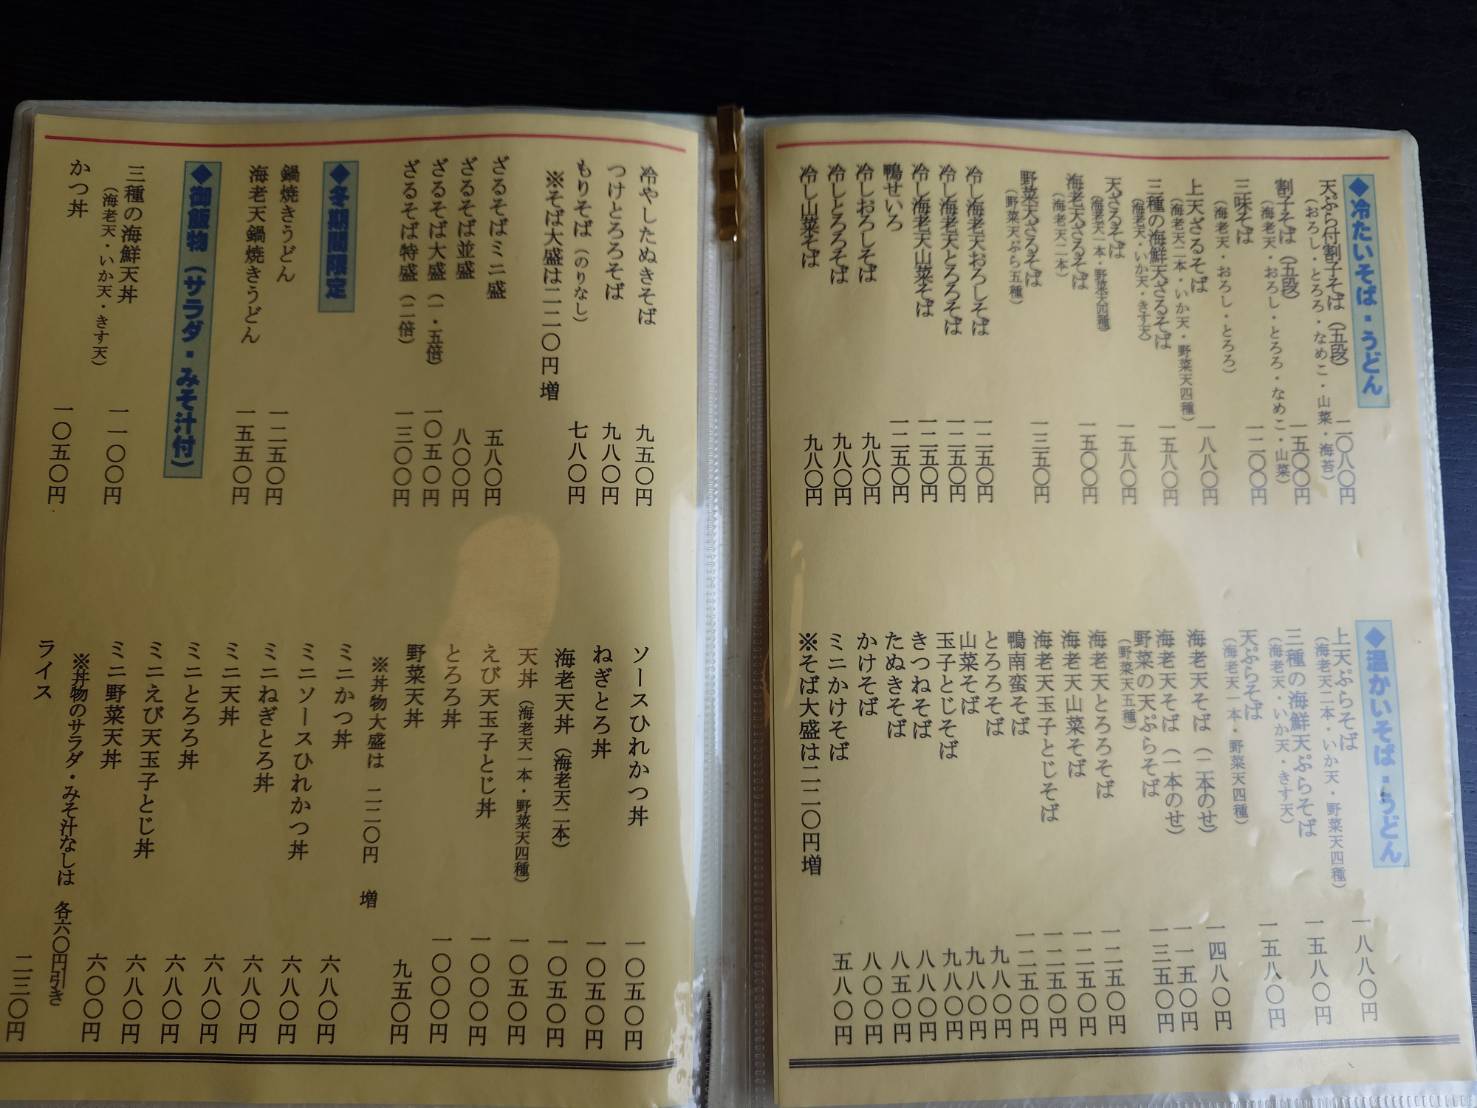 ◆冷たいそば・うどん
天ぷら付割子そば（五段） 二〇八〇円
（おろし・とろろ・なめこ・山菜・海苔）
割子そば（五段） 一五〇〇円
（海老天・おろし・とろろ・なめこ・山菜）
三味そば 一二〇〇円
（海老天・おろし・とろろ）
上天ざるそば 一八八〇円
（海老天二本・いか天・野菜天四種）
三種の海鮮天ざるそば 一五八〇円
（海老天・いか天・きす天）
天ざるそば 一五八〇円
（海老天一本・野菜天四種）
海老天ざるそば 一五〇〇円
（海老天二本）
野菜天ざるそば 一三五〇円
（野菜天ぷら五種）
冷し海老天おろしそば 一二五〇円
冷し海老天とろろそば 一二五〇円
冷し海老天山菜そば 一二五〇円
鴨せいろ 一二五〇円
冷しおろしそば 九八〇円
冷しとろろそば 九八〇円
冷し山菜そば 九八〇円
◆温かいそば・うどん
上天ぷらそば 一八八〇円
（海老天二本・いか天・野菜天四種）
三種の海鮮天ぷらそば 一五八〇円
（海老天・いか天・きす天）
天ぷらそば 一五八〇円
（海老天一本・野菜天四種）
海老天そば（二本のせ） 一四八〇円
海老天そば（一本のせ） 一一五〇円
野菜の天ぷらそば 一三五〇円
（野菜天五種）
海老天とろろそば 一二五〇円
海老天山菜そば 一二五〇円
海老天玉子とじそば 一二五〇円
鴨南蛮そば 一二五〇円
とろろそば 九八〇円
山菜そば 九八〇円
玉子とじそば 九八〇円
きつねそば 八八〇円
たぬきそば 八五〇円
かけそば 八〇〇円
ミニかけそば 五八〇円
※そば大盛は二二〇円増
冷やしたぬきそば 九五〇円
つけとろろそば 九八〇円
もりそば（のりなし） 七八〇円
※そば大盛は二二〇円 増
ざるそばミニ盛 五八〇円
ざるそば並盛 八〇〇円
ざるそば大盛（一・五倍） 一〇五〇円
ざるそば特盛（二倍） 一三〇〇円
◆冬期間限定
鍋焼きうどん 一二五〇円
海老天鍋焼きうどん 一五五〇円
◆御飯物（サラダ・みそ汁付）
三種の海鮮天丼 一一〇〇円
（海老天・いか天・きす天）
かつ丼 一〇五〇円
ソースひれかつ丼 一〇五〇円
ねぎとろ丼 一〇五〇円
海老天丼（海老天二本） 一〇五〇円
天丼（海老天一本・野菜天四種） 一〇五〇円
えび天玉子とじ丼 一〇〇〇円
とろろ丼 一〇〇〇円
野菜天丼 九五〇円
※丼物大盛は 二二〇円 増
ミニかつ丼 六八〇円
ミニソースひれかつ丼 六八〇円
ミニねぎとろ丼 六八〇円
ミニ天丼 六八〇円
ミニとろろ丼 六八〇円
ミニえび天玉子とじ丼 六八〇円
ミニ野菜天丼 六〇〇円
※丼物のサラダ・みそ汁なしは 各六〇円引き
ライス 二三〇円